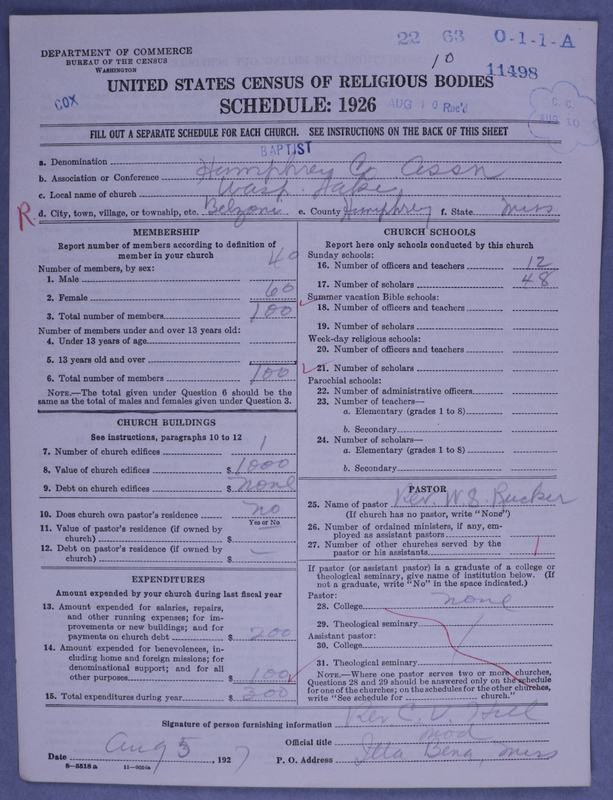 22 63 0-1-1-A
DEPARTMENT OF COMMERCE
BUREAU OF THE CENSUS
WASHINGTON
10
11498
UNITED STATES CENSUS OF RELIGIOUS BODIES
COX
SCHEDULE: 1926
AUG 10 Rec'd
C. C.
AUG 10
FILL OUT A SEPARATE SCHEDULE FOR EACH CHURCH. SEE INSTRUCTIONS ON THE BACK OF THIS SHEET
BAPTIST
a. Denomination
b. Association or Conference Humphrey Co Assn
c. Local name of church Wasp Lake
R d. City, town, village, or township, etc. Belzoni e. County Humphrey f. State Miss
MEMBERSHIP
Report number of members according to definition of
member in your church
Number of members, by sex:
1. Male 40
2. Female 60
3. Total number of members 100
Number of members under and over 13 years old:
4. Under 13 years of age
5. 13 years old and over
6. Total number of members 100
NOTE.—The total given under Question 6 should be the
same as the total of males and females given under Question 3.
CHURCH BUILDINGS
See instructions, paragraphs 10 to 12
7. Number of church edifices 1
8. Value of church edifices $ 1000
9. Debt on church edifices $ none
10. Does church own pastor's residence no
Yes or No
11. Value of pastor's residence (if owned by
church) $
12. Debt on pastor's residence (if owned by
church) $ —
EXPENDITURES
Amount expended by your church during last fiscal year
13. Amount expended for salaries, repairs,
and other running expenses; for im-
provements or new buildings; and for
payments on church debt $ 200
14. Amount expended for benevolences, in-
cluding home and foreign missions; for
denominational support; and for all
other purposes $ 100
15. Total expenditures during year $ 300
CHURCH SCHOOLS
Report here only schools conducted by this church
Sunday schools:
16. Number of officers and teachers 12
17. Number of scholars 48
Summer vacation Bible schools:
18. Number of officers and teachers
19. Number of scholars
Week-day religious schools:
20. Number of officers and teachers
21. Number of scholars
Parochial schools:
22. Number of administrative officers
23. Number of teachers—
a. Elementary (grades 1 to 8)
b. Secondary
24. Number of scholars—
a. Elementary (grades 1 to 8)
b. Secondary
PASTOR
25. Name of pastor Rev. W. S. Rucker
(If church has no pastor, write "None")
26. Number of ordained ministers, if any, em-
ployed as assistant pastors
27. Number of other churches served by the
pastor or his assistants 1
If pastor (or assistant pastor) is a graduate of a college or
theological seminary, give name of institution below. (If
not a graduate, write "No" in the space indicated.)
Pastor:
28. College none
29. Theological seminary
Assistant pastor:
30. College
31. Theological seminary
NOTE.—Where one pastor serves two or more churches,
Questions 28 and 29 should be answered only on the schedule
for one of the churches; on the schedules for the other churches,
write "See schedule for church."
Signature of person furnishing information Rev C. V. Hill
Official title Mod
Date Aug 5, 1927 P. O. Address Itta Bena, Miss
8—5518 a 11—9051a